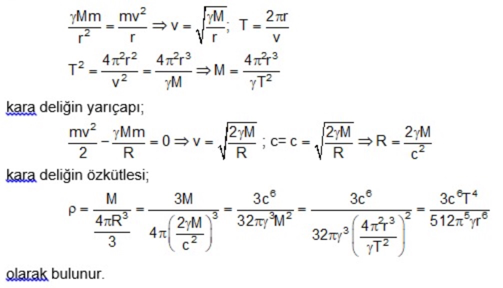 γMm/r² = mv²/r ⇒ v = √(γM/r); T = 2πr/v
T² = 4π²r²/v² = 4π²r³/γM ⇒ M = 4π²r³/γT²
kara deliğin yarıçapı;
mv²/2 − γMm/R = 0 ⇒ v = √(2γM/R) ; c= c = √(2γM/R) ⇒ R = 2γM/c²
kara deliğin özkütlesi;
ρ = M/(4πR³/3) = 3M/(4π(2γM/c²)³) = 3c⁶/(32πγ³M²) = 3c⁶/(32πγ³(4π²r³/γT²)²) = 3c⁶T⁴/(512π⁵γr⁶)
olarak bulunur.